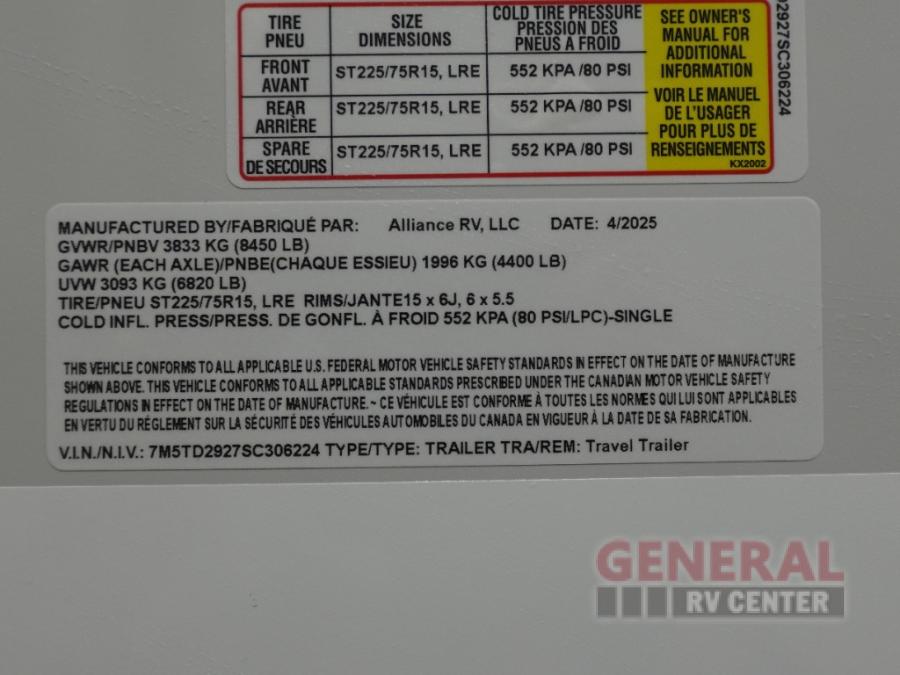 TIRE PNEU SIZE DIMENSIONS COLD TIRE PRESSURE PRESSION DES PNEUS A FROID
FRONT AVANT ST225/75R15, LRE 552 KPA /80 PSI
REAR ARRIÈRE ST225/75R15, LRE 552 KPA /80 PSI
SPARE DE SECOURS ST225/75R15, LRE 552 KPA /80 PSI
SEE OWNER'S
MANUAL FOR
ADDITIONAL
INFORMATION
VOIR LE MANUEL
DE L'USAGER
POUR PLUS DE
RENSEIGNEMENTS
KX2002
2927SC306224
MANUFACTURED BY/FABRIQUÉ PAR: Alliance RV, LLC DATE: 4/2025
GVWR/PNBV 3833 KG (8450 LB)
GAWR (EACH AXLE)/PNBE(CHAQUE ESSIEU) 1996 KG (4400 LB)
UVW 3093 KG (6820 LB)
TIRE/PNEU ST225/75R15, LRE RIMS/JANTE15 x 6J, 6 x 5.5
COLD INFL. PRESS/PRESS. DE GONFL. À FROID 552 KPA (80 PSI/LPC)-SINGLE
THIS VEHICLE CONFORMS TO ALL APPLICABLE U.S. FEDERAL MOTOR VEHICLE SAFETY STANDARDS IN EFFECT ON THE DATE OF MANUFACTURE
SHOWN ABOVE. THIS VEHICLE CONFORMS TO ALL APPLICABLE STANDARDS PRESCRIBED UNDER THE CANADIAN MOTOR VEHICLE SAFETY
REGULATIONS IN EFFECT ON THE DATE OF MANUFACTURE. ~ CE VÉHICULE EST CONFORME À TOUTES LES NORMES QUI LUI SONT APPLICABLES
EN VERTU DU RÉGLEMENT SUR LA SÉCURITÉ DES VÉHICULES AUTOMOBILES DU CANADA EN VIGUEUR À LA DATE DE SA FABRICATION.
V.I.N./N.I.V.: 7M5TD2927SC306224 TYPE/TYPE: TRAILER TRA/REM: Travel Trailer
GENERAL
RV CENTER